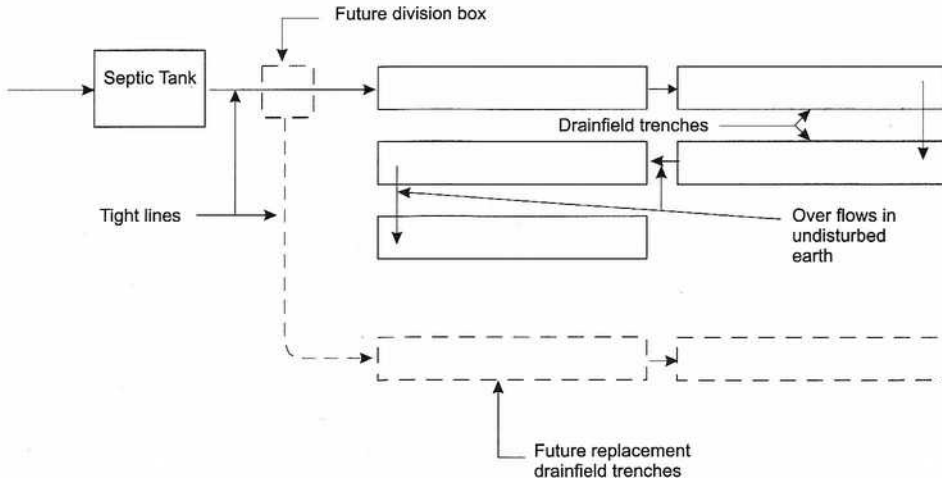 Future division box
Septic Tank
Drainfield trenches
Tight lines
Over flows in
undisturbed
earth
Future replacement
drainfield trenches